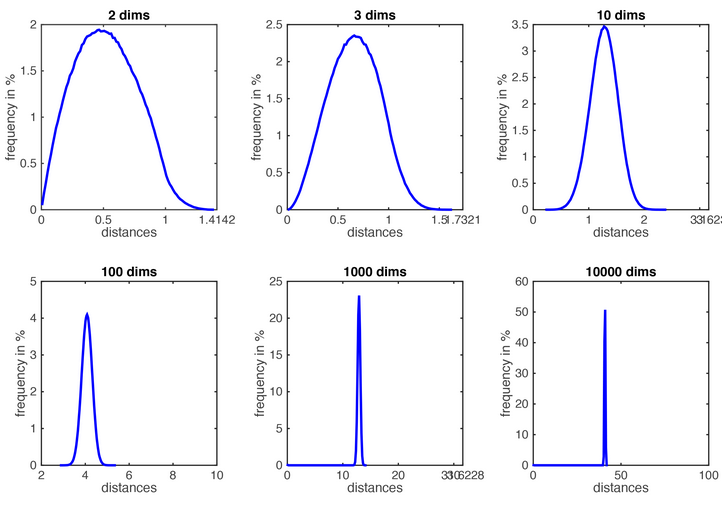 2 dims
2
1.5
1
0.5
0
0 0.5 1 1.4142
frequency in %
distances
3 dims
2.5
2
1.5
1
0.5
0
0 0.5 1 1.51.7321
frequency in %
distances
10 dims
3.5
3
2.5
2
1.5
1
0.5
0
0 1 2
frequency in %
distances
100 dims
5
4
3
2
1
0
2 4 6 8 10
frequency in %
distances
1000 dims
25
20
15
10
5
0
0 10 20
frequency in %
distances
10000 dims
60
50
40
30
20
10
0
0 50 100
frequency in %
distances